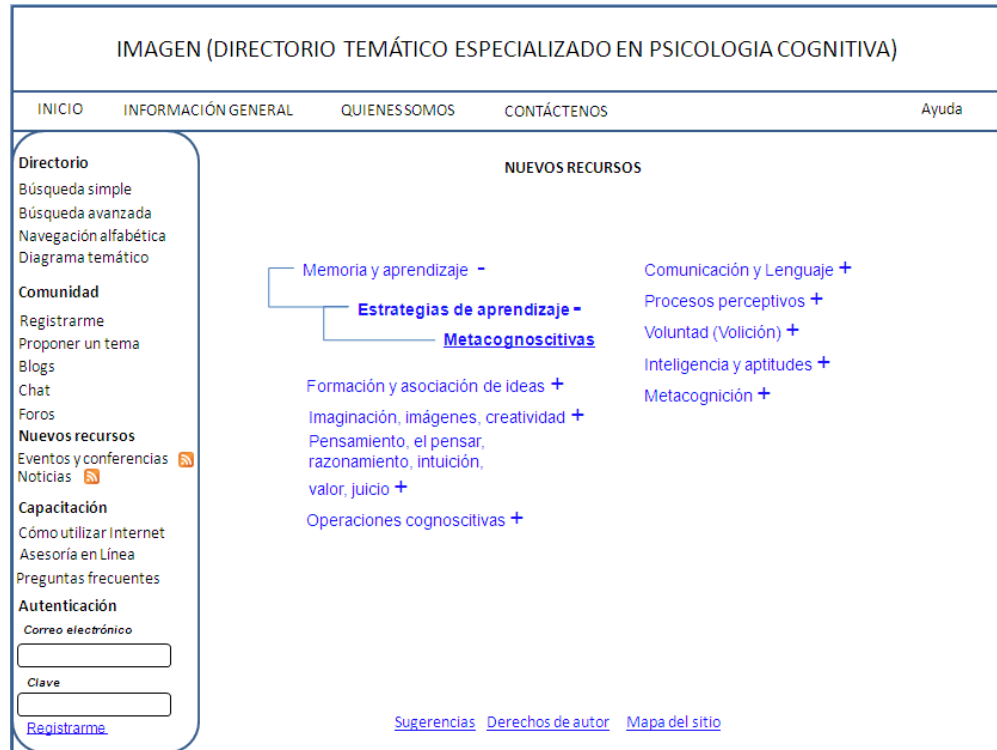 IMAGEN (DIRECTORIO TEMÁTICO ESPECIALIZADO EN PSICOLOGIA COGNITIVA)
INICIO INFORMACIÓN GENERAL QUIENES SOMOS CONTÁCTENOS Ayuda
Directorio
Búsqueda simple
Búsqueda avanzada
Navegación alfabética
Diagrama temático
Comunidad
Registrarme
Proponer un tema
Blogs
Chat
Foros
Nuevos recursos
Eventos y conferencias
Noticias
Capacitación
Cómo utilizar Internet
Asesoría en Línea
Preguntas frecuentes
Autenticación
Correo electrónico
Clave
Registrarme
NUEVOS RECURSOS
Memoria y aprendizaje -
Estrategias de aprendizaje -
Metacognoscitivas
Formación y asociación de ideas +
Imaginación, imágenes, creatividad +
Pensamiento, el pensar,
razonamiento, intuición,
valor, juicio +
Operaciones cognoscitivas +
Comunicación y Lenguaje +
Procesos perceptivos +
Voluntad (Volición) +
Inteligencia y aptitudes +
Metacognición +
Sugerencias Derechos de autor Mapa del sitio